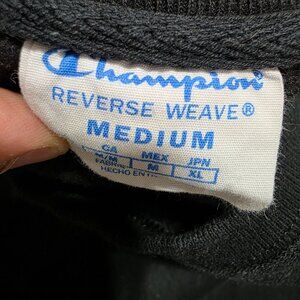 Champion
REVERSE WEAVE®
MEDIUM
CA MEX JPN
M/M M XL
HECHO EN